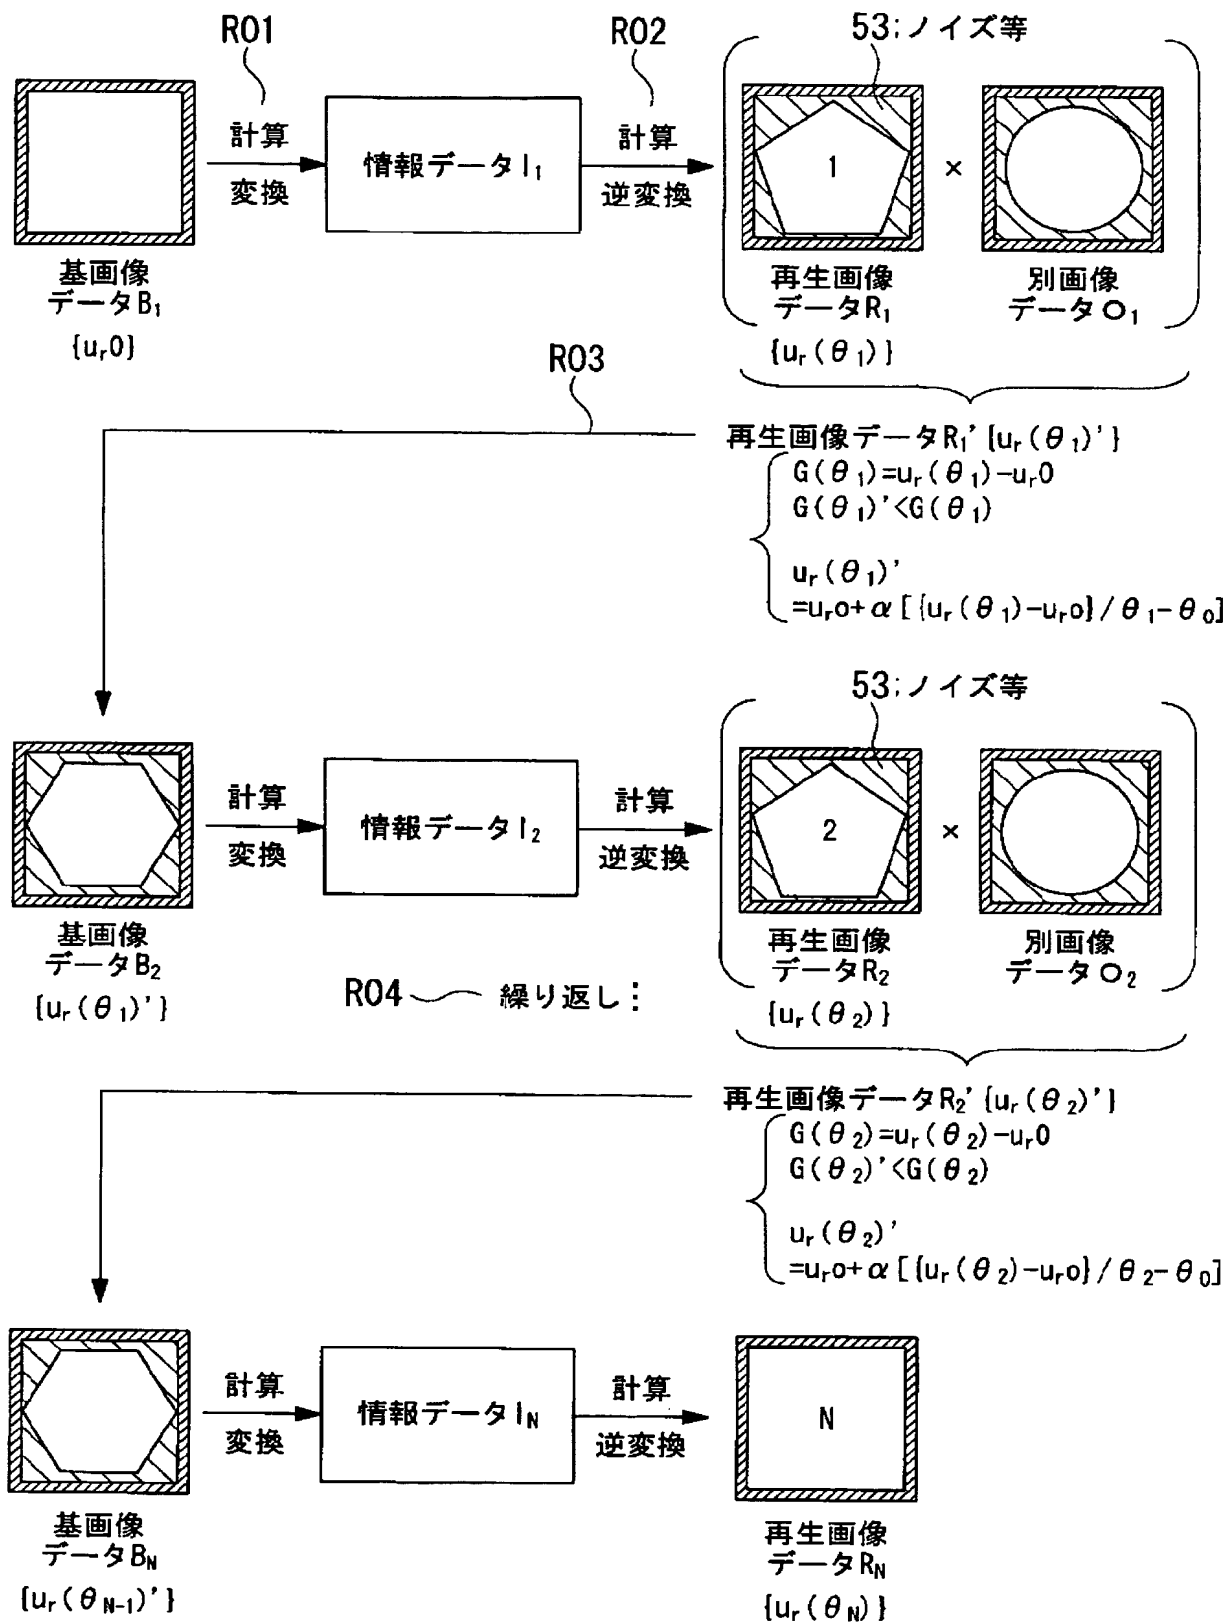 R01
R02
53:ノイズ等
計算
変換
情報データI₁
計算
逆変換
1
×
基画像
データB₁
{uᵣ0}
再生画像
データR₁
{uᵣ(θ₁)}
別画像
データO₁
R03
再生画像データR₁'{uᵣ(θ₁)'}
G(θ₁)=uᵣ(θ₁)-uᵣ0
G(θ₁)'<G(θ₁)
uᵣ(θ₁)'
=uᵣo+α[{uᵣ(θ₁)-uᵣo}/θ₁-θ₀]
53:ノイズ等
計算
変換
情報データI₂
計算
逆変換
2
×
基画像
データB₂
{uᵣ(θ₁)'}
再生画像
データR₂
{uᵣ(θ₂)}
別画像
データO₂
R04
繰り返し⋮
再生画像データR₂'{uᵣ(θ₂)'}
G(θ₂)=uᵣ(θ₂)-uᵣ0
G(θ₂)'<G(θ₂)
uᵣ(θ₂)'
=uᵣo+α[{uᵣ(θ₂)-uᵣo}/θ₂-θ₀]
計算
変換
情報データI_N
計算
逆変換
N
基画像
データB_N
{uᵣ(θ_N-1)'}
再生画像
データR_N
{uᵣ(θ_N)}